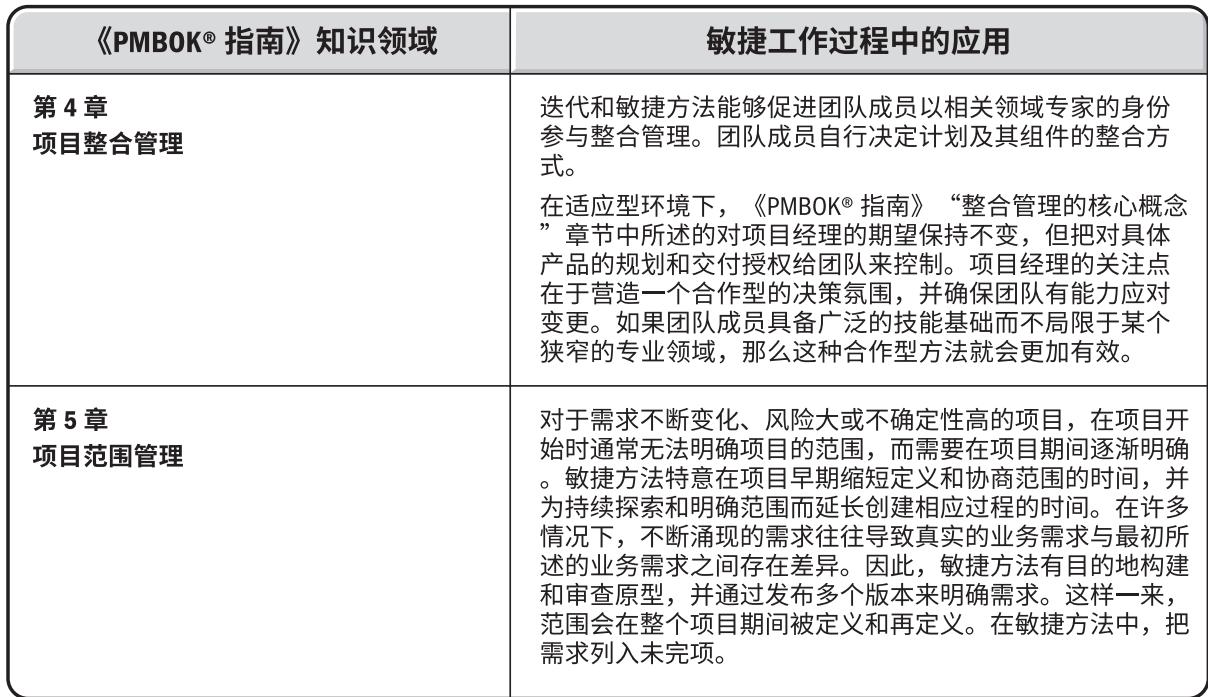 《PMBOK® 指南》知识领域
敏捷工作过程中的应用
第 4 章
项目整合管理
迭代和敏捷方法能够促进团队成员以相关领域专家的身份
参与整合管理。团队成员自行决定计划及其组件的整合方
式。
在适应型环境下，《PMBOK® 指南》“整合管理的核心概念
”章节中所述的对项目经理的期望保持不变，但把对具体
产品的规划和交付授权给团队来控制。项目经理的关注点
在于营造一个合作型的决策氛围，并确保团队有能力应对
变更。如果团队成员具备广泛的技能基础而不局限于某个
狭窄的专业领域，那么这种合作型方法就会更加有效。
第 5 章
项目范围管理
对于需求不断变化、风险大或不确定性高的项目，在项目开
始时通常无法明确项目的范围，而需要在项目期间逐渐明确
。敏捷方法特意在项目早期缩短定义和协商范围的时间，并
为持续探索和明确范围而延长创建相应过程的时间。在许多
情况下，不断涌现的需求往往导致真实的业务需求与最初所
述的业务需求之间存在差异。因此，敏捷方法有目的地构建
和审查原型，并通过发布多个版本来明确需求。这样一来，
范围会在整个项目期间被定义和再定义。在敏捷方法中，把
需求列入未完项。